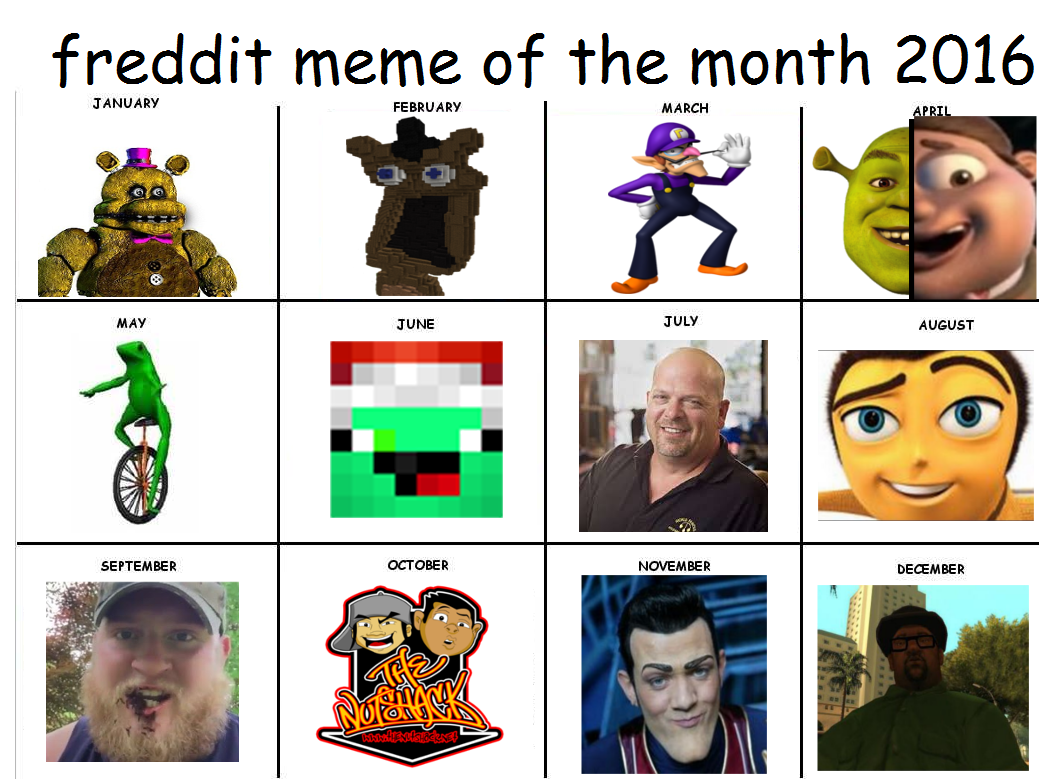 freddit meme of the month 2016
JANUARY
FEBRUARY
MARCH
APRIL
MAY
JUNE
JULY
AUGUST
SEPTEMBER
OCTOBER
NOVEMBER
DECEMBER
THE
NUTSHACK